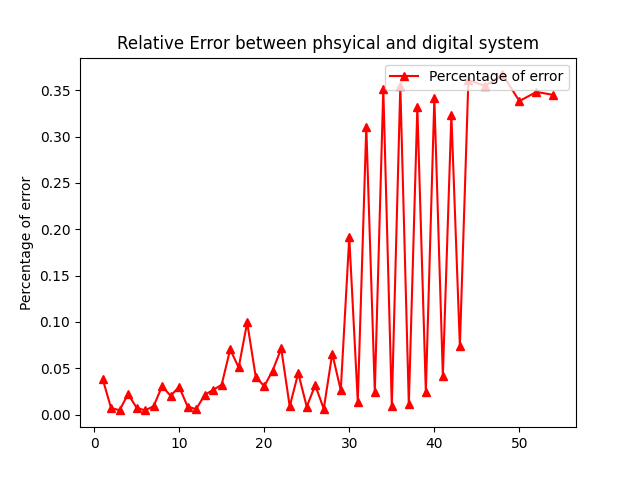 Relative Error between phsyical and digital system
Percentage of error
Percentage of error
0.35
0.30
0.25
0.20
0.15
0.10
0.05
0.00
0 10 20 30 40 50